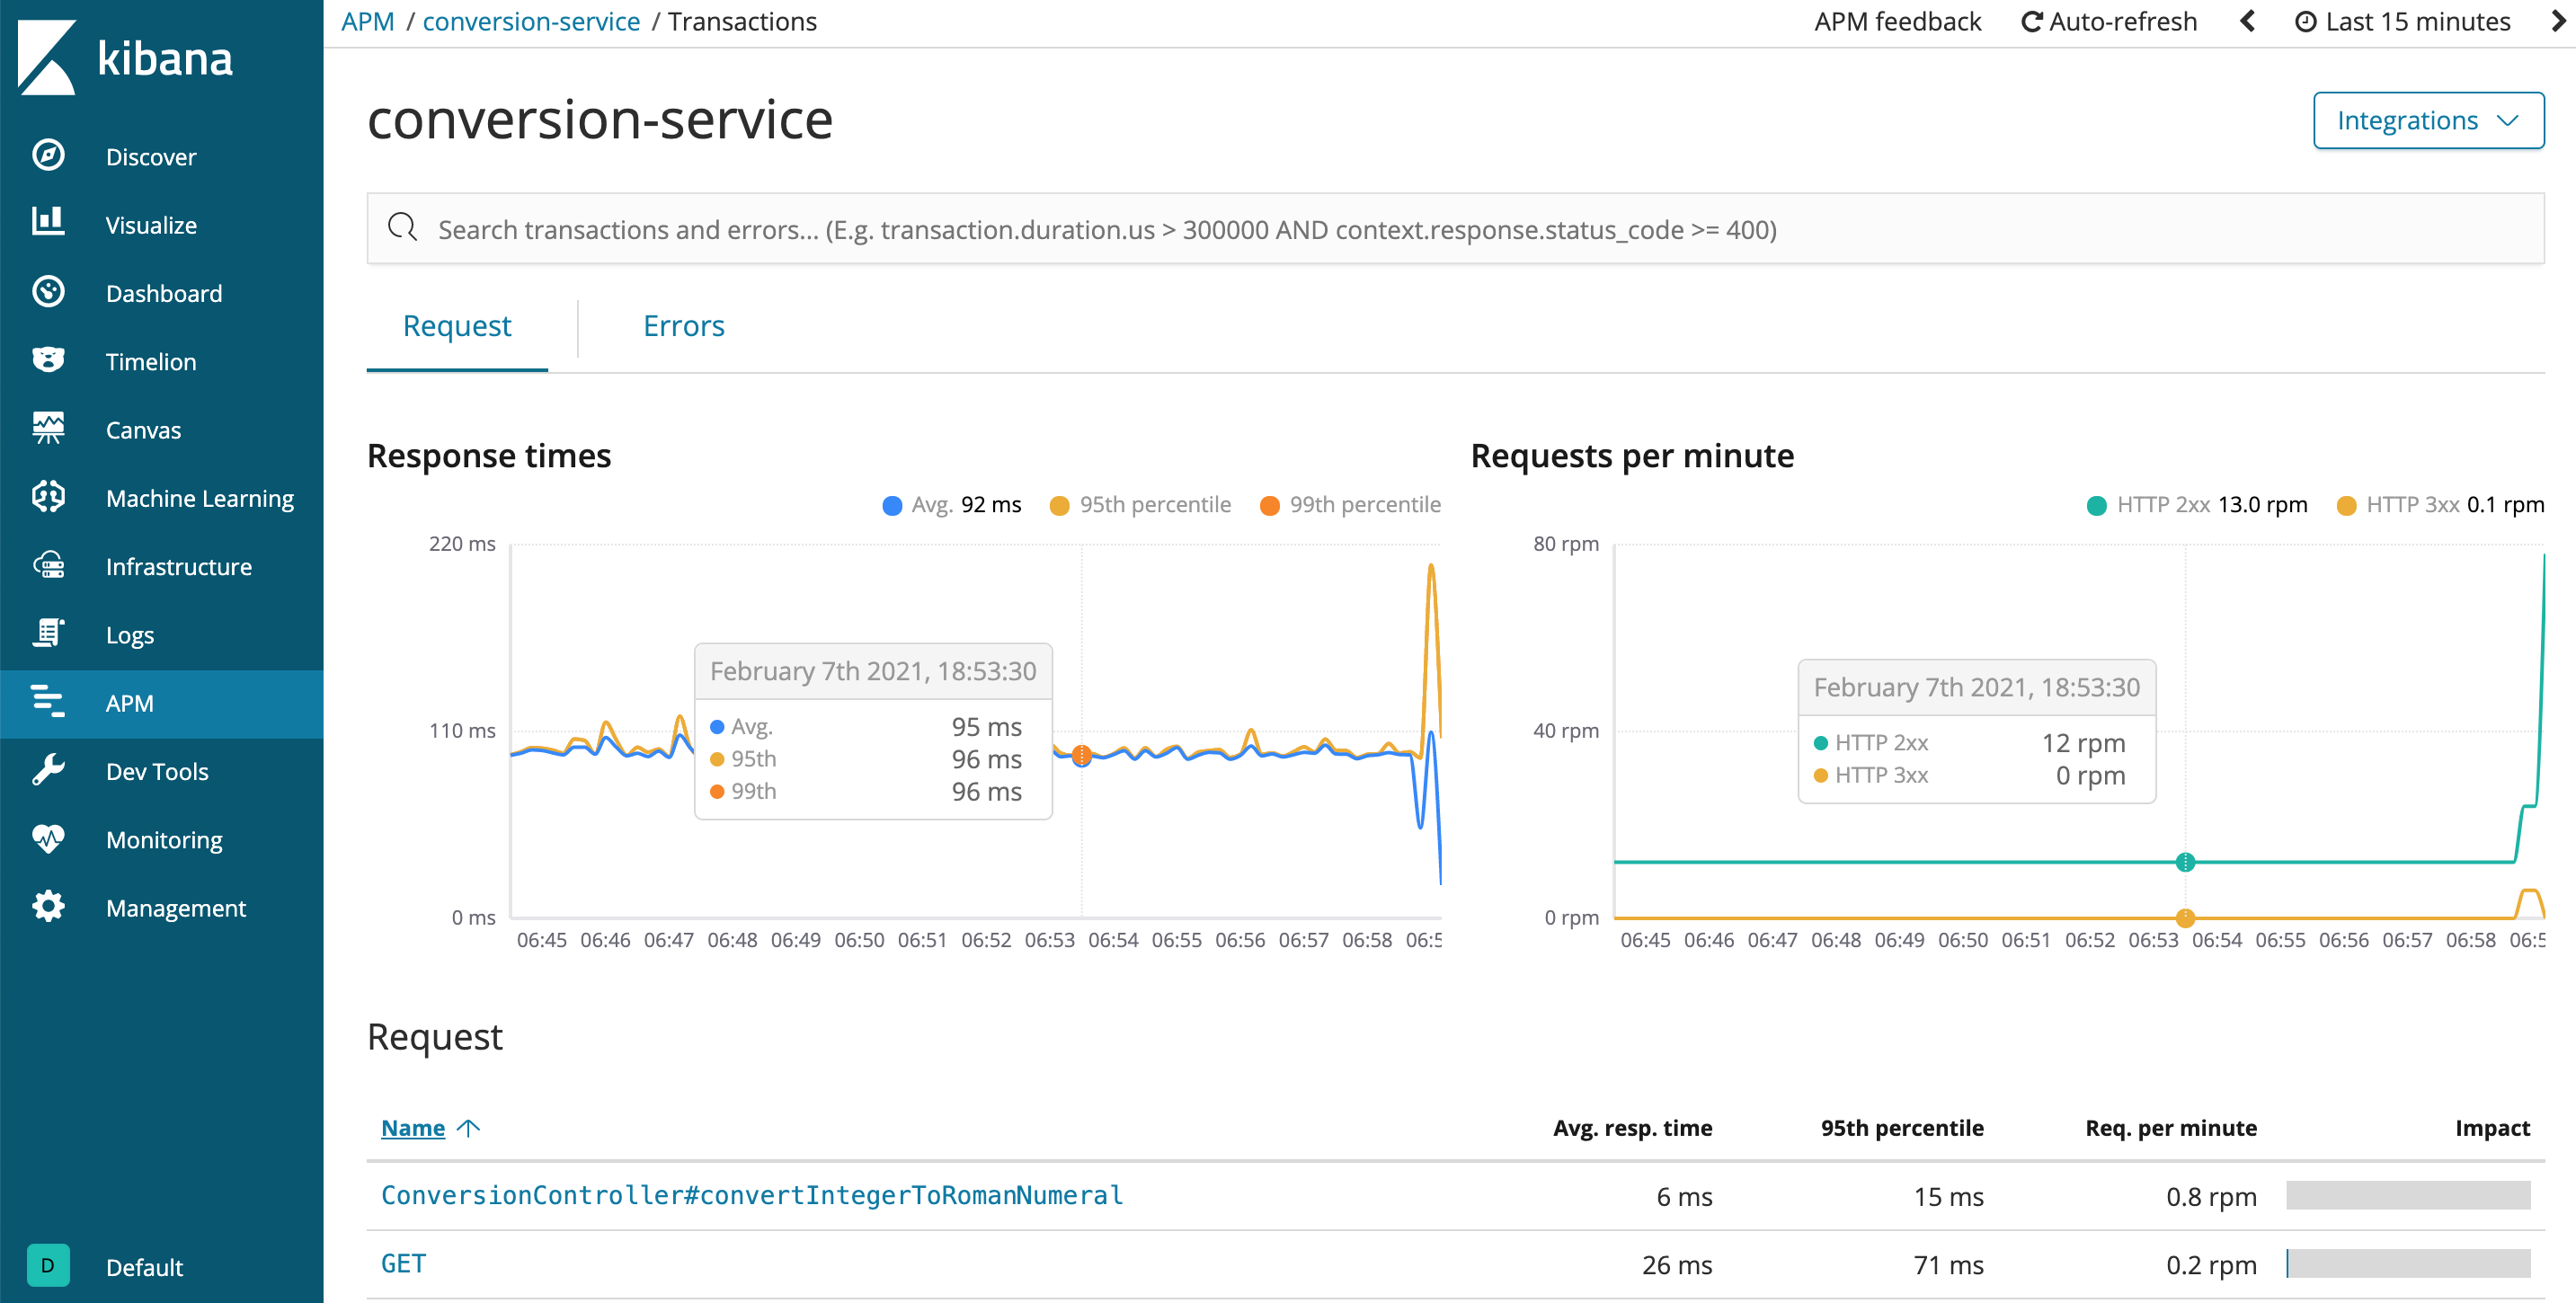 kibana
Discover
Visualize
Dashboard
Timelion
Canvas
Machine Learning
Infrastructure
Logs
APM
Dev Tools
Monitoring
Management
D Default
APM / conversion-service / Transactions
APM feedback Auto-refresh Last 15 minutes
conversion-service
Integrations
Search transactions and errors... (E.g. transaction.duration.us > 300000 AND context.response.status_code >= 400)
Request Errors
Response times
Avg. 92 ms 95th percentile 99th percentile
220 ms
110 ms
0 ms
February 7th 2021, 18:53:30
Avg. 95 ms
95th 96 ms
99th 96 ms
06:45 06:46 06:47 06:48 06:49 06:50 06:51 06:52 06:53 06:54 06:55 06:56 06:57 06:58 06:5
Requests per minute
HTTP 2xx 13.0 rpm HTTP 3xx 0.1 rpm
80 rpm
40 rpm
0 rpm
February 7th 2021, 18:53:30
HTTP 2xx 12 rpm
HTTP 3xx 0 rpm
06:45 06:46 06:47 06:48 06:49 06:50 06:51 06:52 06:53 06:54 06:55 06:56 06:57 06:58 06:5
Request
Name Avg. resp. time 95th percentile Req. per minute Impact
ConversionController#convertIntegerToRomanNumeral 6 ms 15 ms 0.8 rpm
GET 26 ms 71 ms 0.2 rpm